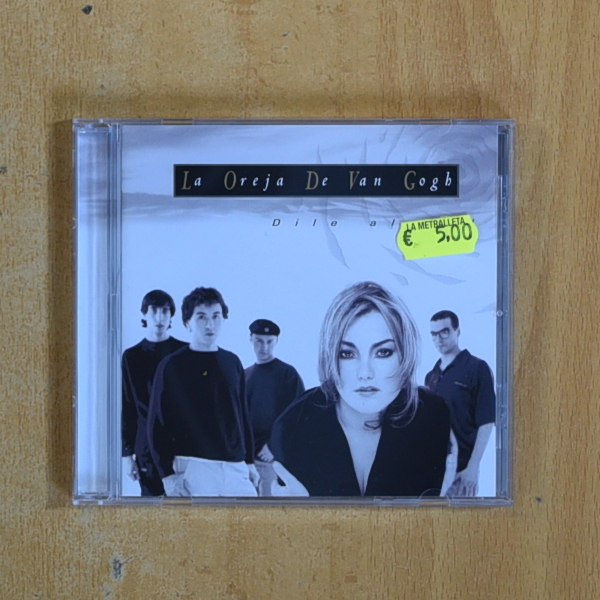 La Oreja De Van Gogh
Dile al
LA METRALLETA
€ 5,00